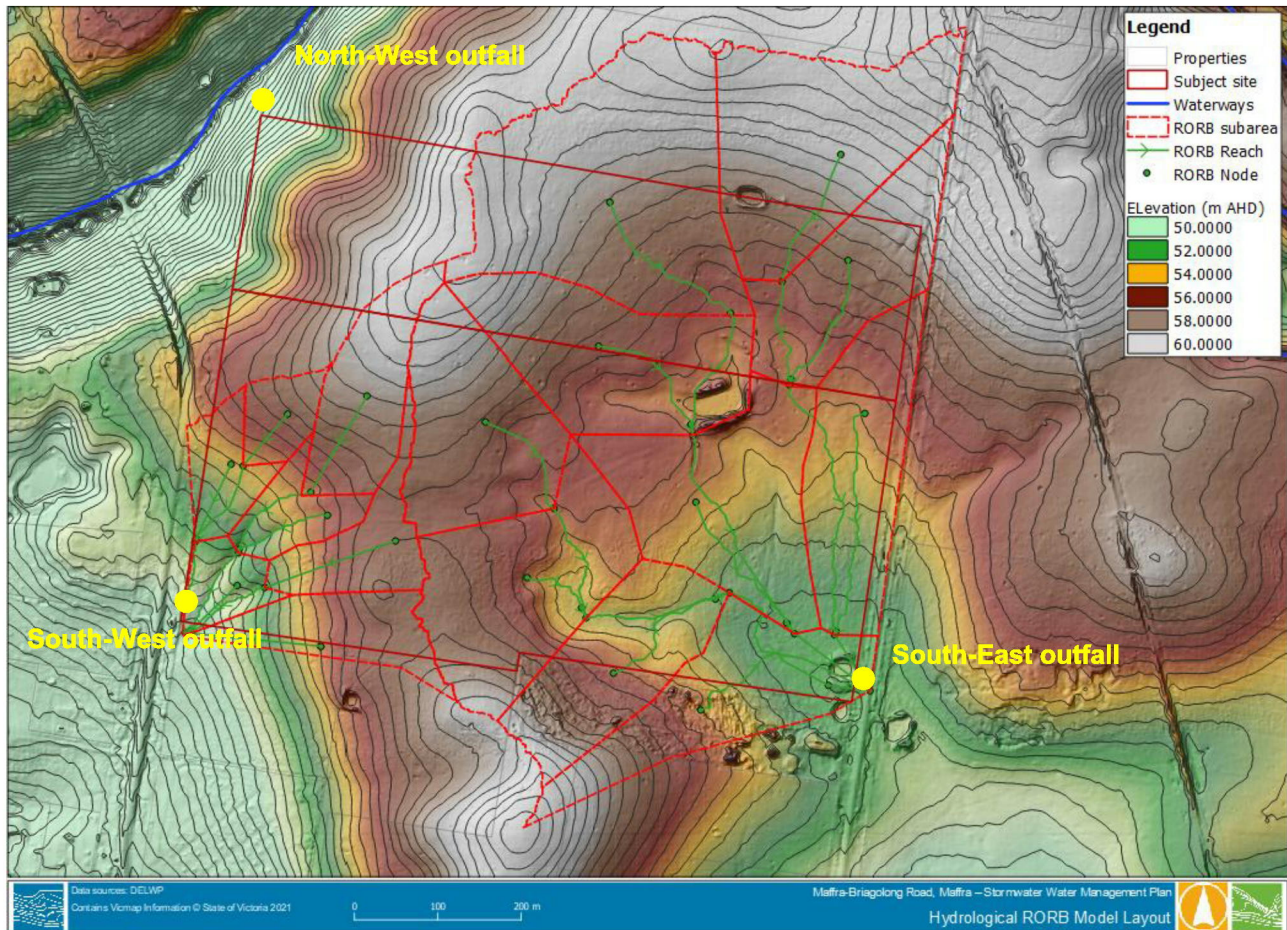 North-West outfall
South-West outfall
South-East outfall
Legend
Properties
Subject site
Waterways
RORB subarea
RORB Reach
RORB Node
ELevation (m AHD)
50.0000
52.0000
54.0000
56.0000
58.0000
60.0000
Data sources: DELWP
Contains Vicmap Information © State of Victoria 2021
0 100 200 m
Maffra-Briagolong Road, Maffra – Stormwater Water Management Plan
Hydrological RORB Model Layout